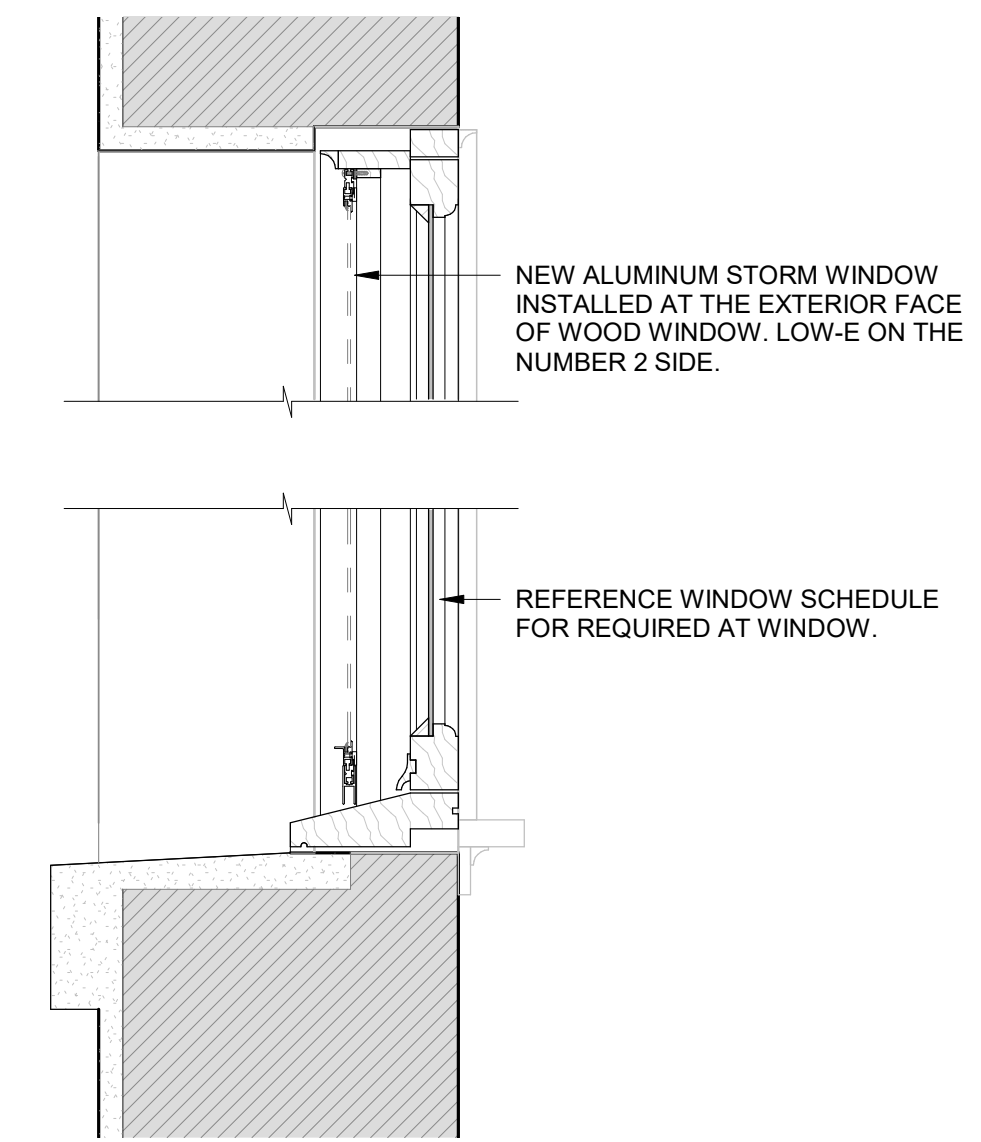 NEW ALUMINUM STORM WINDOW
INSTALLED AT THE EXTERIOR FACE
OF WOOD WINDOW. LOW-E ON THE
NUMBER 2 SIDE.
REFERENCE WINDOW SCHEDULE
FOR REQUIRED AT WINDOW.